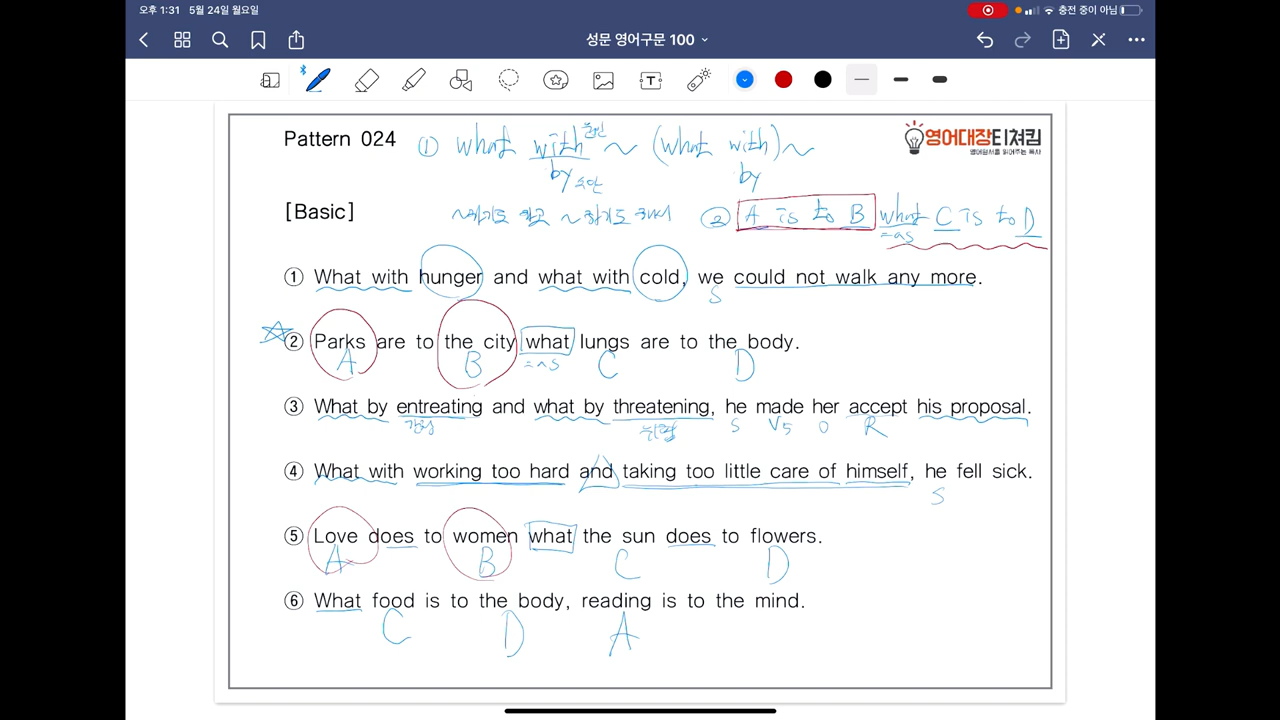 오후 1:31 5월 24일 월요일 충전 중이 아님
성문 영어구문 100
Pattern 024 ① what with 원인 ~ (what with) ~
by 수단 by
영어대장티쳐킴
영어원서를 읽어주는 목사
[Basic] ~하기도 하고 ~하기도 해서 ② A is to B what C is to D
=as
① What with hunger and what with cold, we could not walk any more.
S
② Parks are to the city what lungs are to the body.
A B =as C D
③ What by entreating and what by threatening, he made her accept his proposal.
간청 위협 S V5 O R
④ What with working too hard and taking too little care of himself, he fell sick.
S
⑤ Love does to women what the sun does to flowers.
A B C D
⑥ What food is to the body, reading is to the mind.
C D A